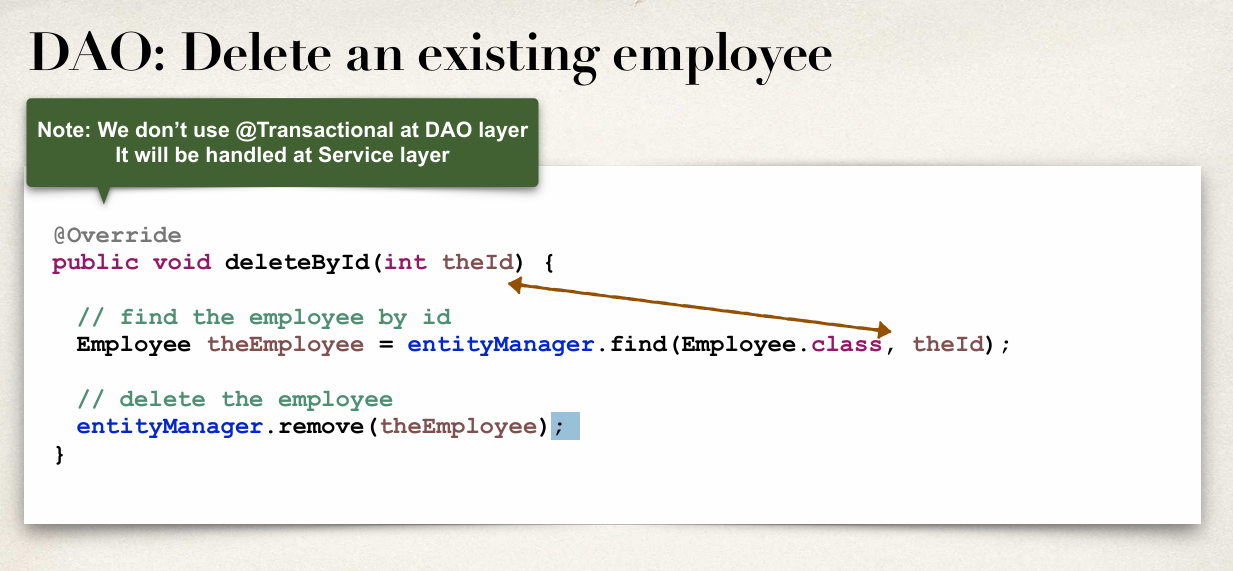 DAO: Delete an existing employee
Note: We don’t use @Transactional at DAO layer
It will be handled at Service layer
@Override
public void deleteById(int theId) {
// find the employee by id
Employee theEmployee = entityManager.find(Employee.class, theId);
// delete the employee
entityManager.remove(theEmployee);
}